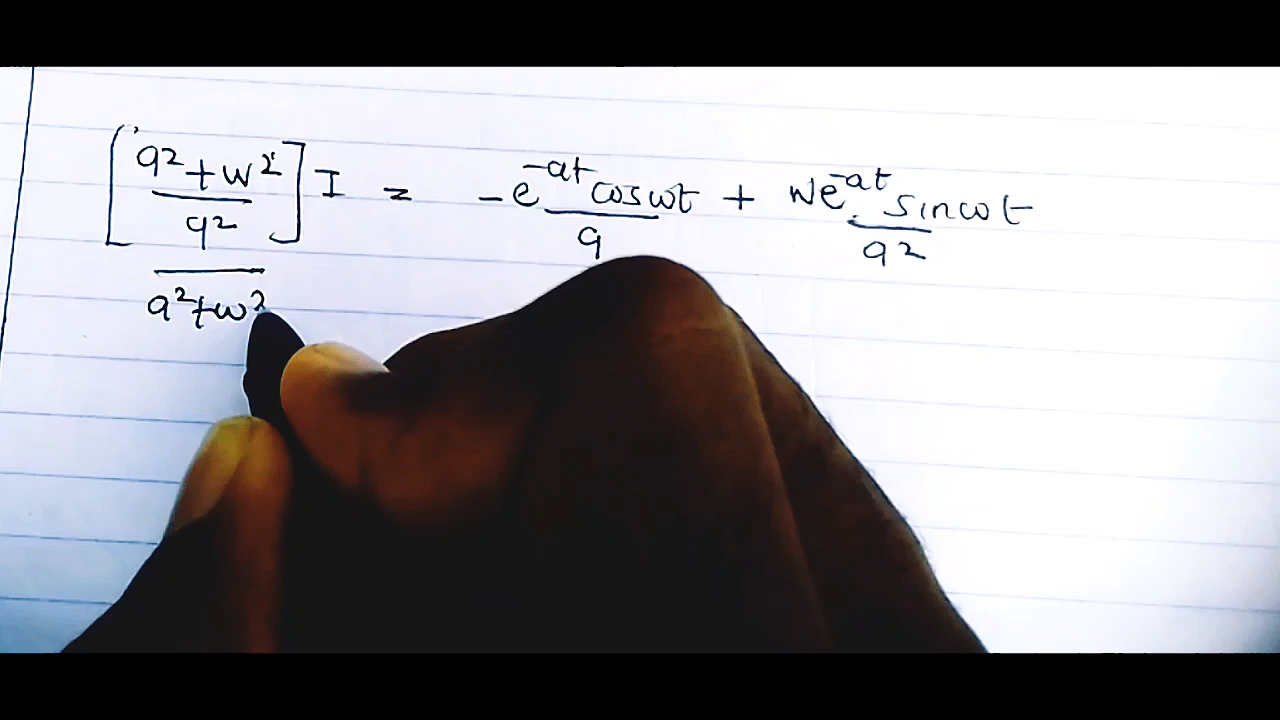 [a²+w²/a²] I = -e^-at coswt/a + we^-at sinwt/a²
a²+w²